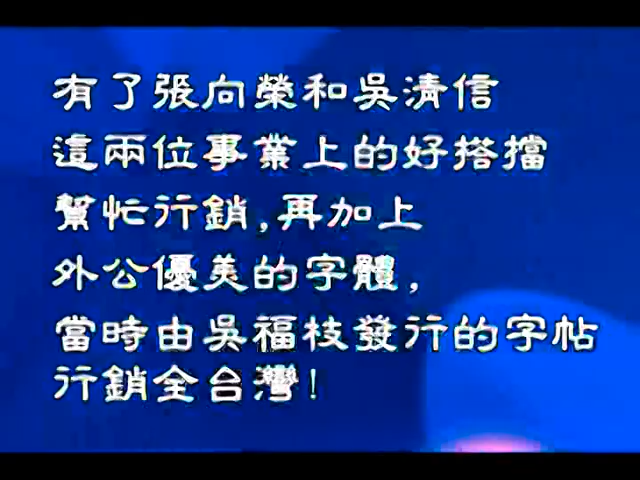 有了張向榮和吳清信
這兩位事業上的好搭擋
幫忙行銷,再加上
外公優美的字體,
當時由吳福枝發行的字帖
行銷全台灣!